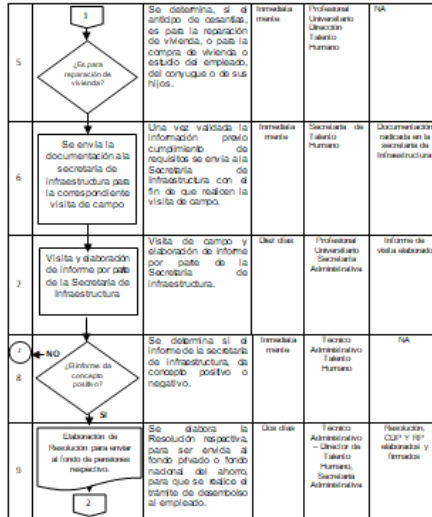 1
5
¿Es para
reparación de
vivienda?
Se determina, si el
anticipo de cesantías,
es para la reparación
de vivienda, o para la
compra de vivienda o
estudio del empleado,
del conyugue o de sus
hijos.
Inmediata
mente
Profesional
Universitario
Dirección
Talento
Humano
NA
6
Se envía la
documentación a la
secretaria de
infraestructura para
la correspondiente
visita de campo
Una vez validada la
información previo
cumplimiento de
requisitos se envía a la
Secretaría de
Infraestructura con el
fin de que realicen la
visita de campo.
Inmediata
mente
Secretaria de
Talento
Humano
Documentación
radicada en la
secretaria de
Infraestructura
7
Visita y elaboración
de informe por parte
de la Secretaria de
Infraestructura
Visita de campo y
elaboración de informe
por parte de la
Secretaría de
Infraestructura.
Diez días
Profesional
Universitario
Secretaría
Administrativa
Informe de
visita elaborado
8
NO
¿El informe da
concepto
positivo?
SI
Se determina si el
informe de la secretaria
de infraestructura, da
concepto positivo o
negativo.
Inmediata
mente
Técnico
Administrativo
Talento
Humano
NA
9
Elaboración de
Resolución para enviar
al fondo de pensiones
respectivo.
2
Se elabora la
Resolución respectiva,
para ser envida al
fondo privado o fondo
nacional del ahorro,
para que se realice el
trámite de desembolso
al empleado.
Dos días
Técnico
Administrativo
– Director de
Talento
Humano,
Secretaria
Administrativa
Resolución,
CDP Y RP
elaborados y
firmados